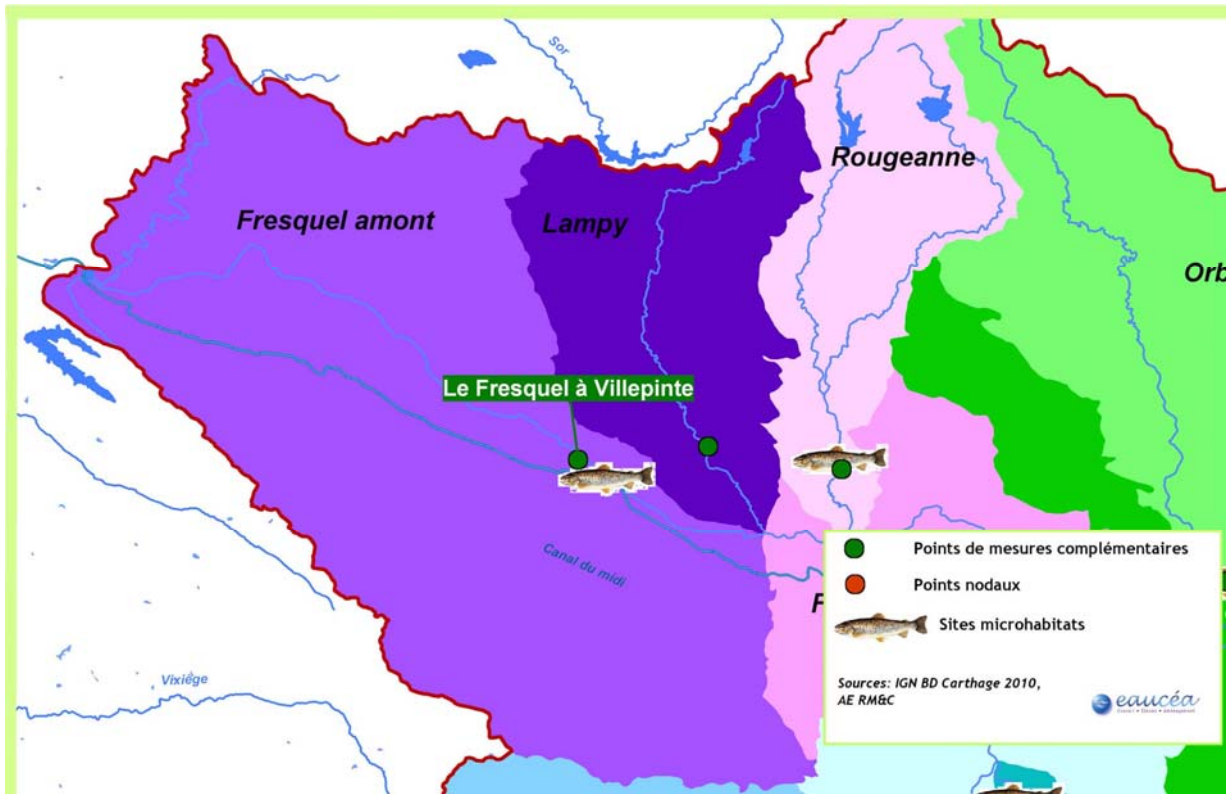 Sor
Rougeanne
Fresquel amont
Lampy
Orb
Le Fresquel à Villepinte
Canal du midi
Vixiège
F
Points de mesures complémentaires
Points nodaux
Sites microhabitats
Sources: IGN BD Carthage 2010,
AE RM&C
eaucéa